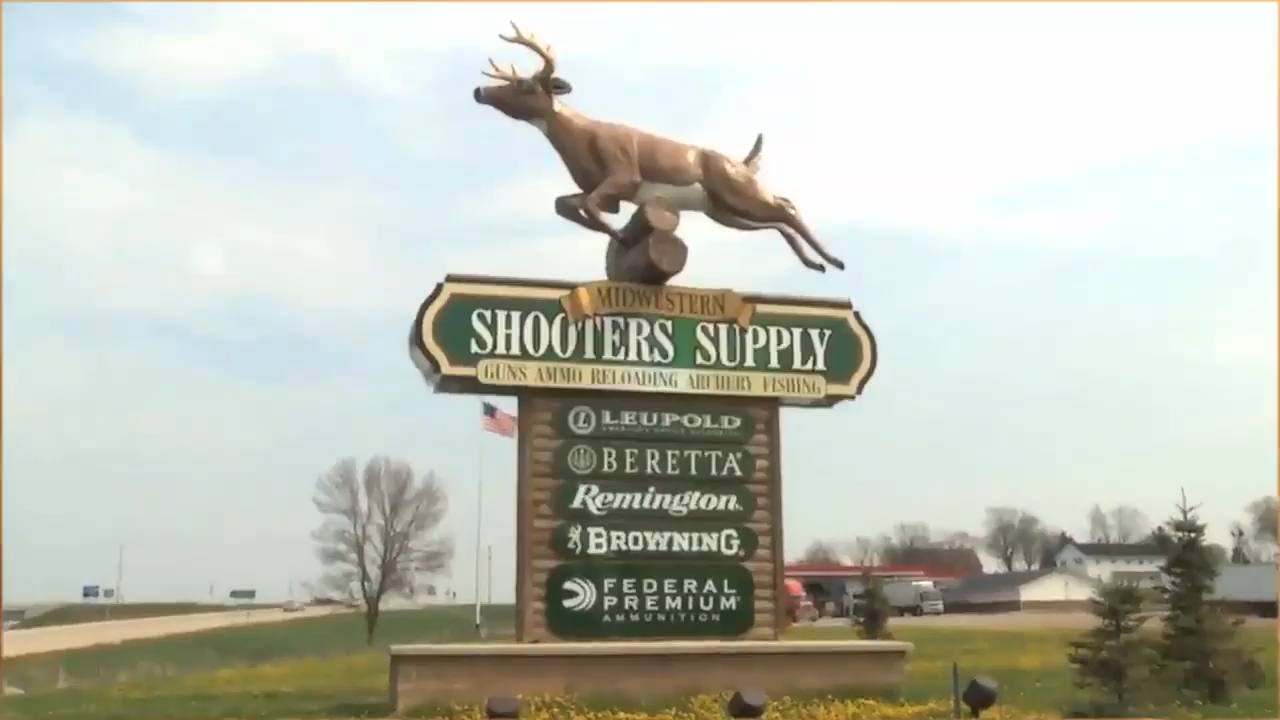 MIDWESTERN
SHOOTERS SUPPLY
GUNS AMMO RELOADING ARCHERY FISHING
L LEUPOLD
BERETTA
Remington
BROWNING
FEDERAL
PREMIUM
AMMUNITION